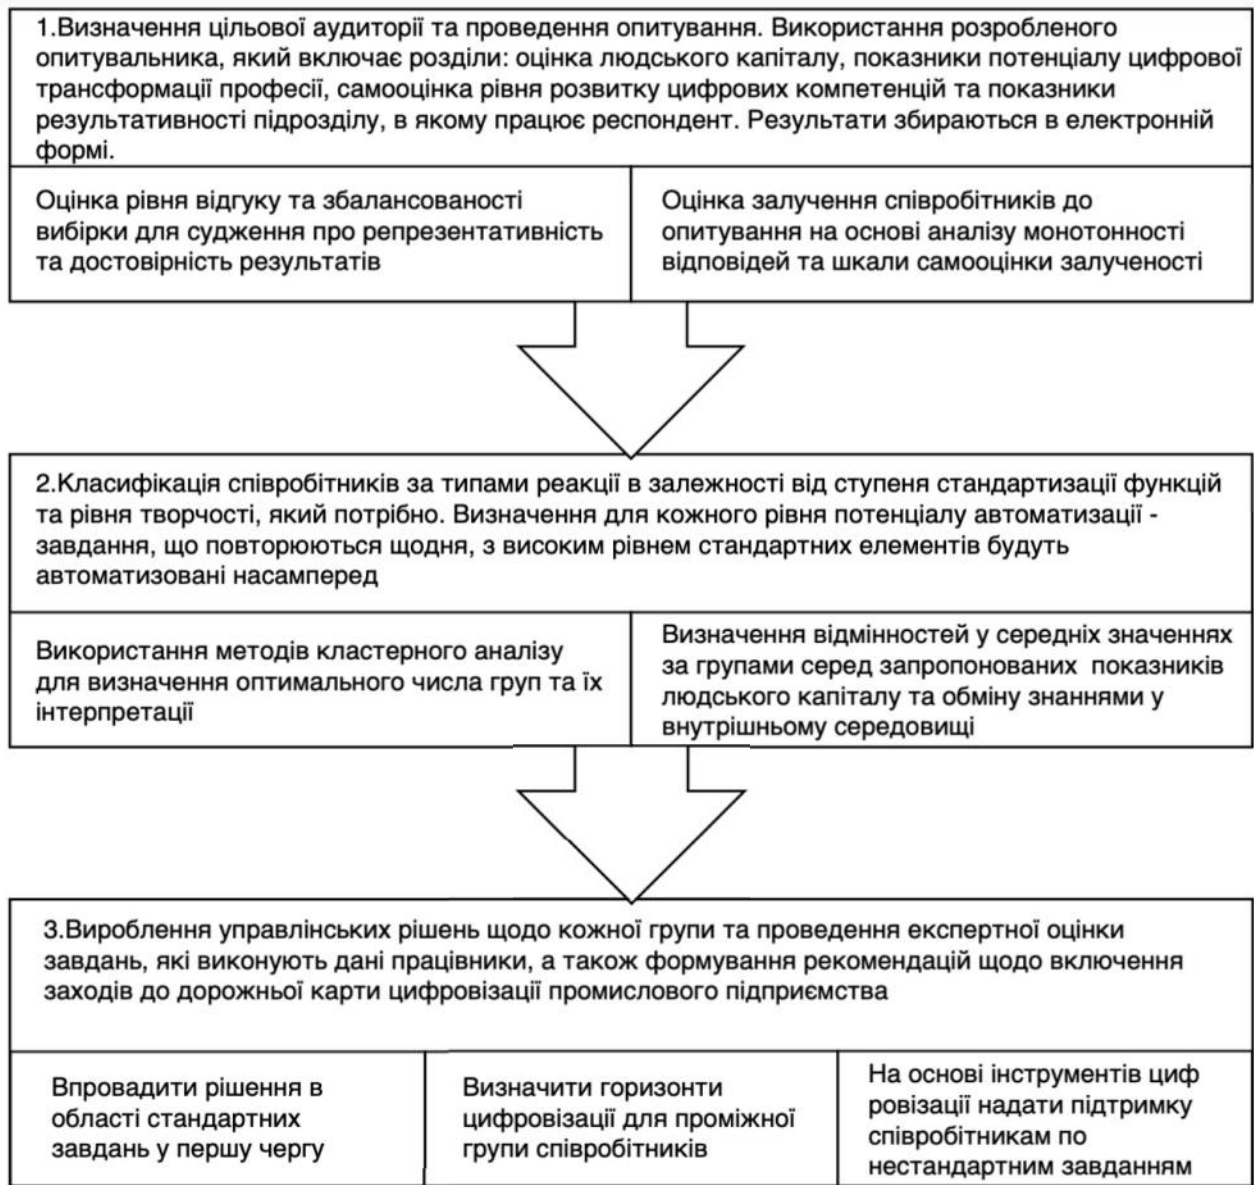 1.Визначення цільової аудиторії та проведення опитування. Використання розробленого
опитувальника, який включає розділи: оцінка людського капіталу, показники потенціалу цифрової
трансформації професії, самооцінка рівня розвитку цифрових компетенцій та показники
результативності підрозділу, в якому працює респондент. Результати збираються в електронній
формі.
Оцінка рівня відгуку та збалансованості
вибірки для судження про репрезентативність
та достовірність результатів
Оцінка залучення співробітників до
опитування на основі аналізу монотонності
відповідей та шкали самооцінки залученості
2.Класифікація співробітників за типами реакції в залежності від ступеня стандартизації функцій
та рівня творчості, який потрібно. Визначення для кожного рівня потенціалу автоматизації -
завдання, що повторюються щодня, з високим рівнем стандартних елементів будуть
автоматизовані насамперед
Використання методів кластерного аналізу
для визначення оптимального числа груп та їх
інтерпретації
Визначення відмінностей у середніх значеннях
за групами серед запропонованих показників
людського капіталу та обміну знаннями у
внутрішньому середовищі
3.Вироблення управлінських рішень щодо кожної групи та проведення експертної оцінки
завдань, які виконують дані працівники, а також формування рекомендацій щодо включення
заходів до дорожньої карти цифровізації промислового підприємства
Впровадити рішення в
області стандартних
завдань у першу чергу
Визначити горизонти
цифровізації для проміжної
групи співробітників
На основі інструментів циф
ровізації надати підтримку
співробітникам по
нестандартним завданням